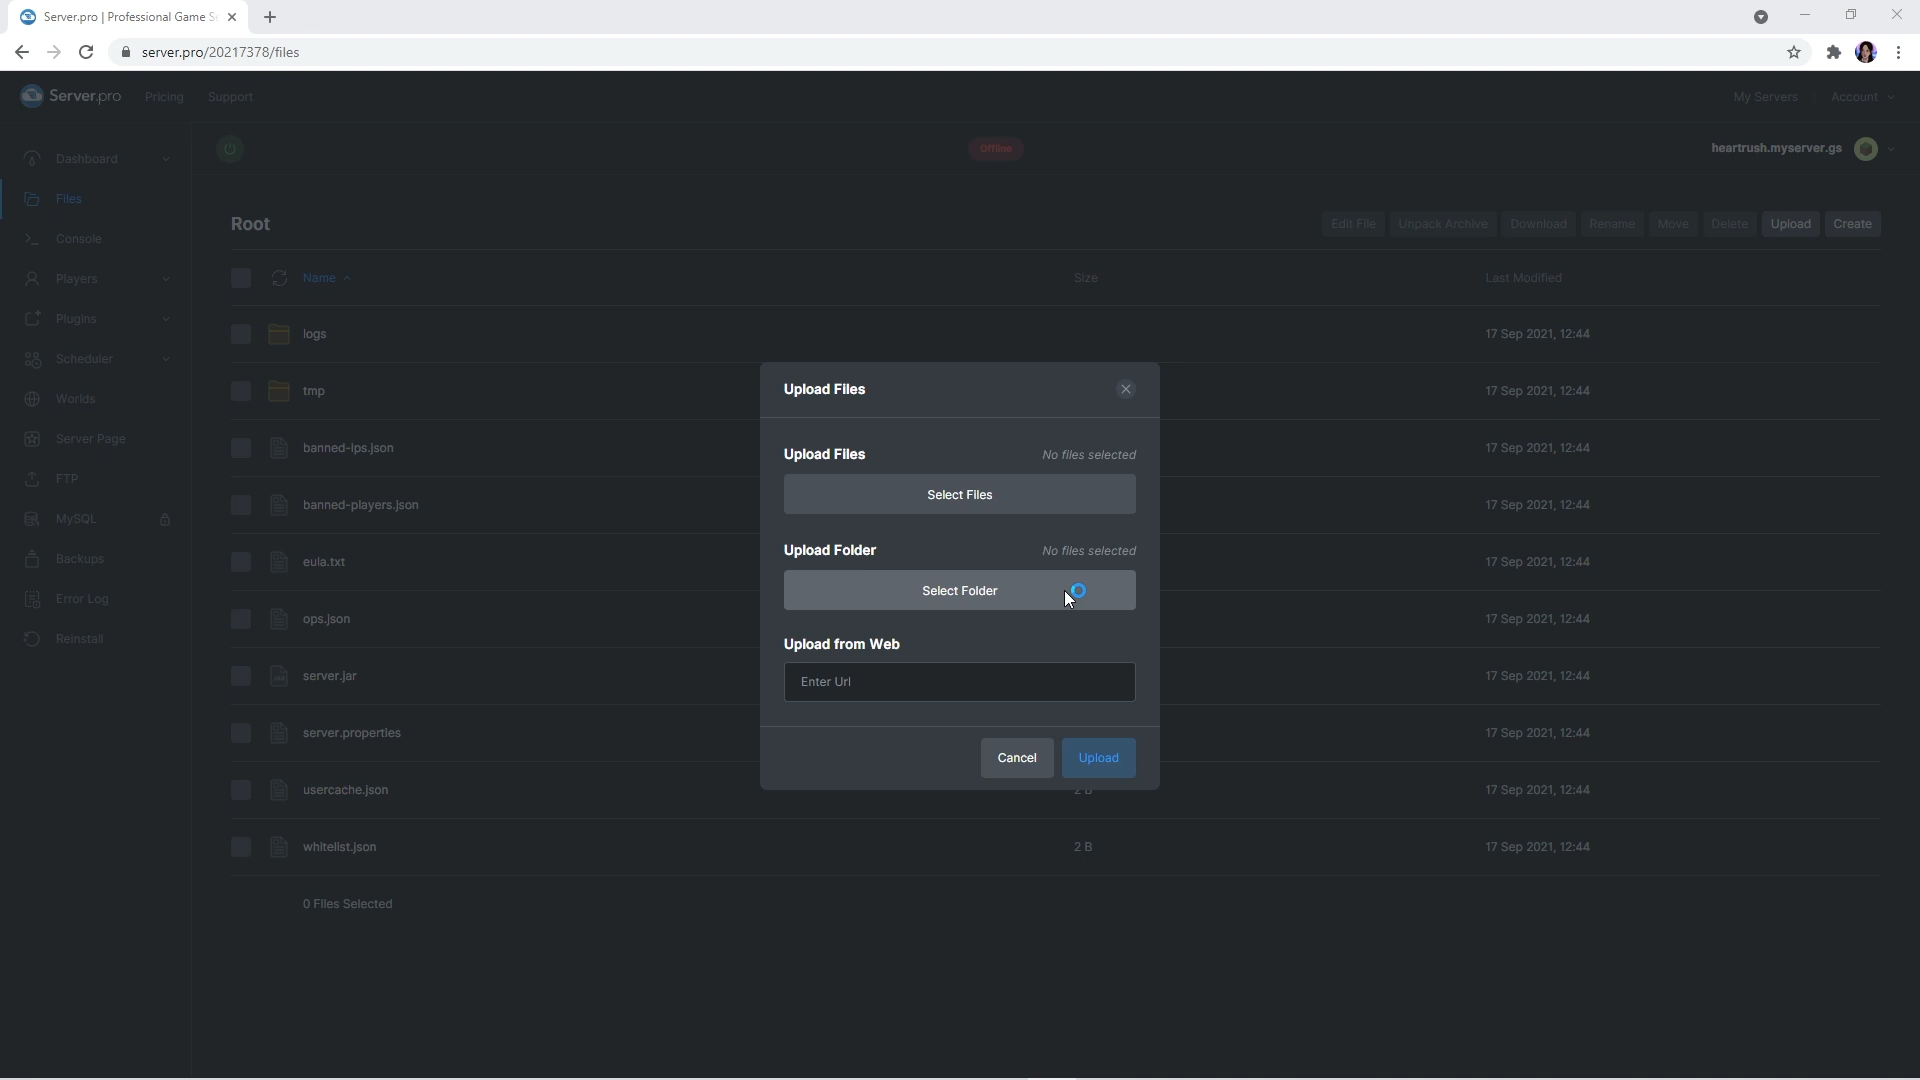 Server.pro | Professional Game S
server.pro/20217378/files
Server.pro Pricing Support My Servers Account
Dashboard
Files
Console
Players
Plugins
Scheduler
Worlds
Server Page
FTP
MySQL
Backups
Error Log
Reinstall
Offline heartrush.myserver.gs
Root Edit File Unpack Archive Download Rename Move Delete Upload Create
Name Size Last Modified
logs 17 Sep 2021, 12:44
tmp 17 Sep 2021, 12:44
banned-ips.json 17 Sep 2021, 12:44
banned-players.json 17 Sep 2021, 12:44
eula.txt 17 Sep 2021, 12:44
ops.json 17 Sep 2021, 12:44
server.jar 17 Sep 2021, 12:44
server.properties 17 Sep 2021, 12:44
usercache.json 17 Sep 2021, 12:44
whitelist.json 2 B 17 Sep 2021, 12:44
0 Files Selected
Upload Files
Upload Files No files selected
Select Files
Upload Folder No files selected
Select Folder
Upload from Web
Enter Url
Cancel Upload